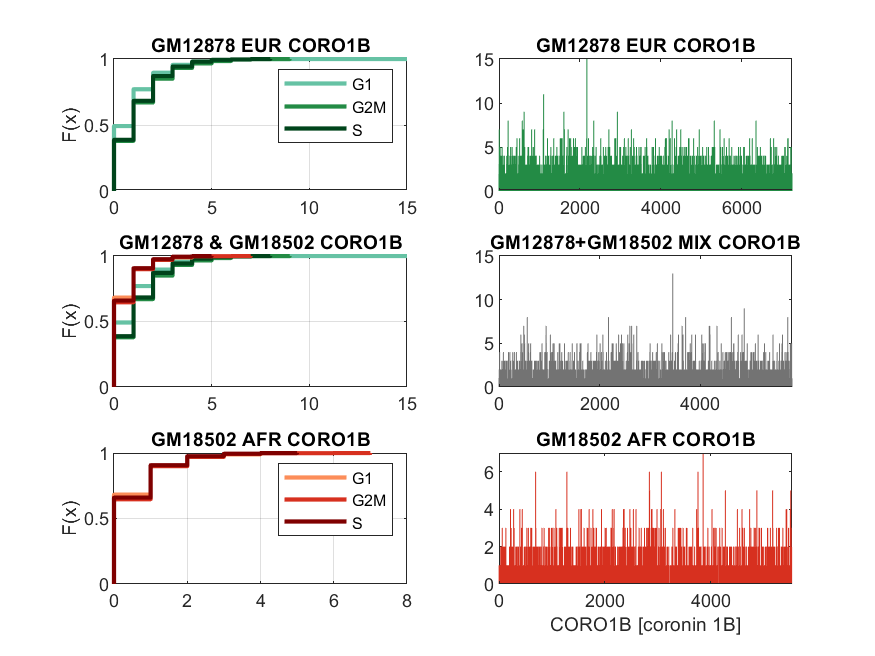 GM12878 EUR CORO1B
1
0.5
0
F(x)
G1
G2M
S
0 5 10 15
GM12878 EUR CORO1B
15
10
5
0
0 2000 4000 6000
GM12878 & GM18502 CORO1B
1
0.5
0
F(x)
0 5 10 15
GM12878+GM18502 MIX CORO1B
15
10
5
0
0 2000 4000
GM18502 AFR CORO1B
1
0.5
0
F(x)
G1
G2M
S
0 2 4 6 8
GM18502 AFR CORO1B
6
4
2
0
0 2000 4000
CORO1B [coronin 1B]